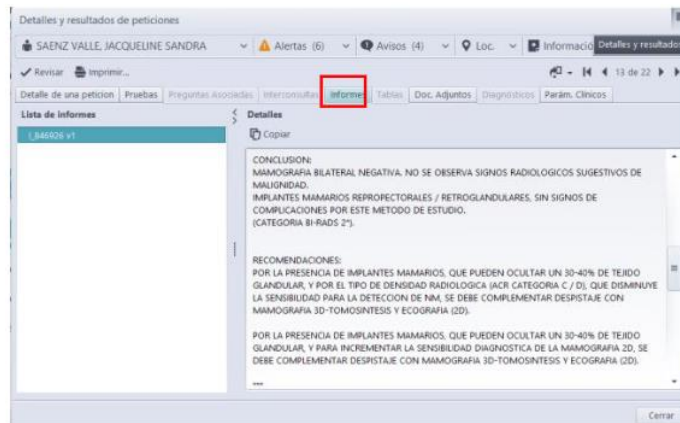 Detalles y resultados de peticiones
SAENZ VALLE, JACQUELINE SANDRA Alertas (6) Avisos (4) Loc. Informació Detalles y resultados
Revisar Imprimir... 13 de 22
Detalle de una peticion Pruebas Preguntas Asociadas Interconsultas Informes Tablas Doc. Adjuntos Diagnósticos Parám. Clínicos
Lista de informes Detalles
I_846926 v1 Copiar
CONCLUSION:
MAMOGRAFIA BILATERAL NEGATIVA. NO SE OBSERVA SIGNOS RADIOLOGICOS SUGESTIVOS DE
MALIGNIDAD.
IMPLANTES MAMARIOS REPROPECTORALES / RETROGLANDULARES, SIN SIGNOS DE
COMPLICACIONES POR ESTE METODO DE ESTUDIO.
(CATEGORIA BI-RADS 2*).
RECOMENDACIONES:
POR LA PRESENCIA DE IMPLANTES MAMARIOS, QUE PUEDEN OCULTAR UN 30-40% DE TEJIDO
GLANDULAR, Y POR EL TIPO DE DENSIDAD RADIOLOGICA (ACR CATEGORIA C / D), QUE DISMINUYE
LA SENSIBILIDAD PARA LA DETECCION DE NM, SE DEBE COMPLEMENTAR DESPISTAJE CON
MAMOGRAFIA 3D-TOMOSINTESIS Y ECOGRAFIA (2D).
POR LA PRESENCIA DE IMPLANTES MAMARIOS, QUE PUEDEN OCULTAR UN 30-40% DE TEJIDO
GLANDULAR, Y PARA INCREMENTAR LA SENSIBILIDAD DIAGNOSTICA DE LA MAMOGRAFIA 2D, SE
DEBE COMPLEMENTAR DESPISTAJE CON MAMOGRAFIA 3D-TOMOSINTESIS Y ECOGRAFIA (2D).
----
Cerrar